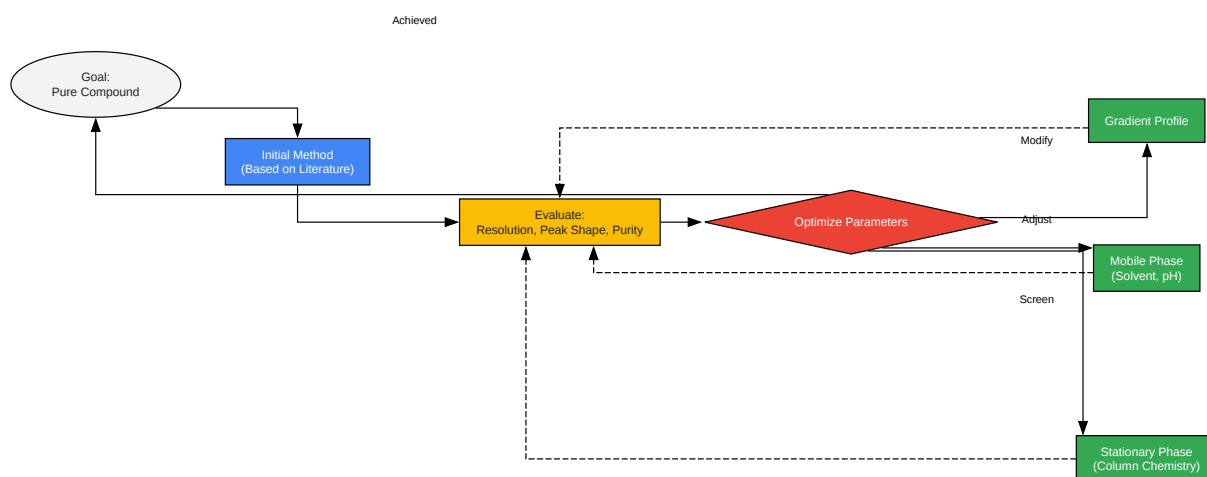 Achieved
Goal:
Pure Compound
Gradient Profile
Modify
Initial Method
(Based on Literature)
Evaluate:
Resolution, Peak Shape, Purity
Optimize Parameters
Adjust
Mobile Phase
(Solvent, pH)
Screen
Stationary Phase
(Column Chemistry)